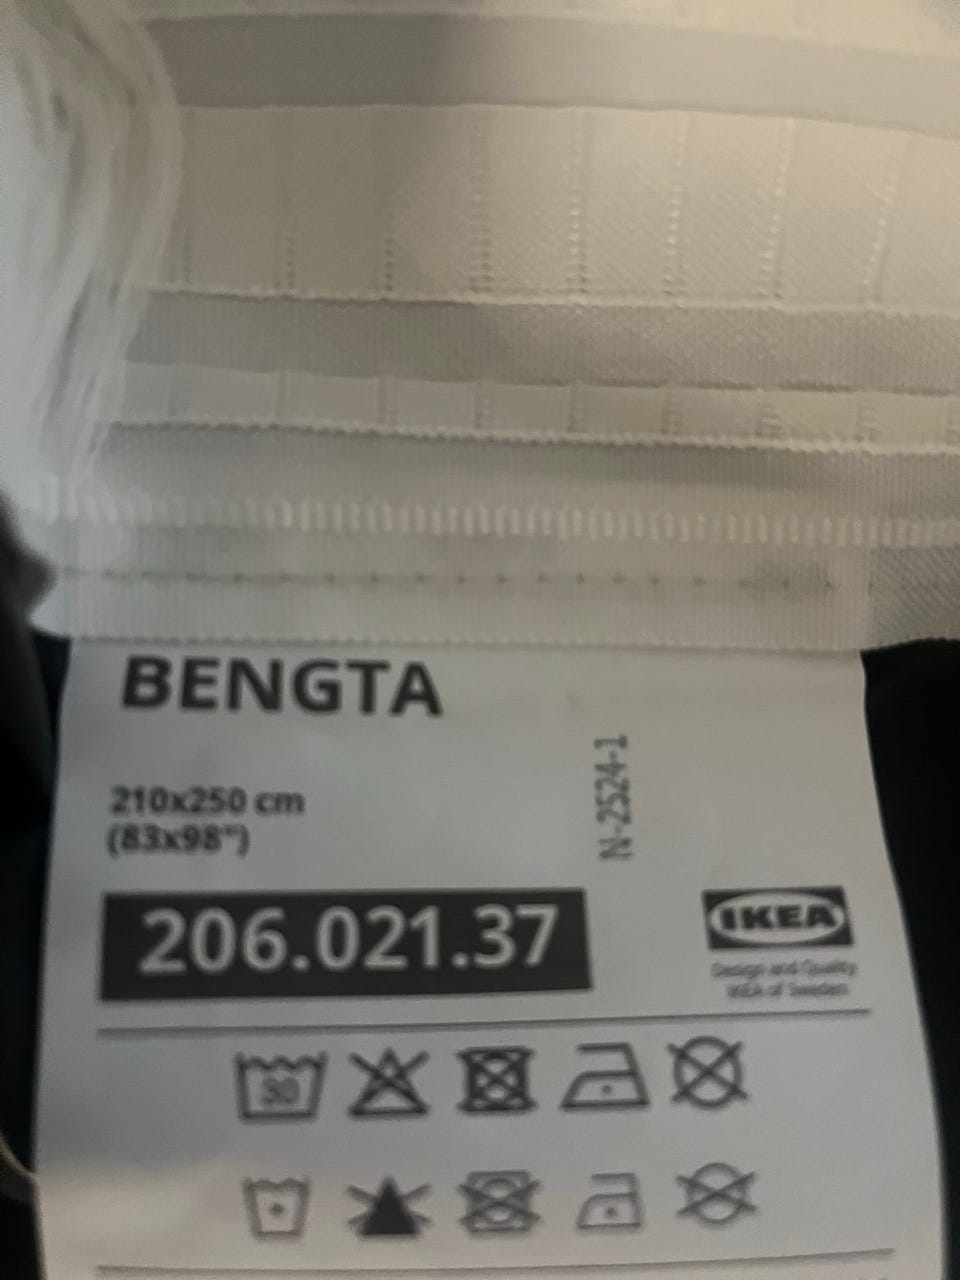 BENGTA
N-2524-1
210x250 cm
(83x98")
206.021.37
IKEA
Design and Quality
IKEA of Sweden
30